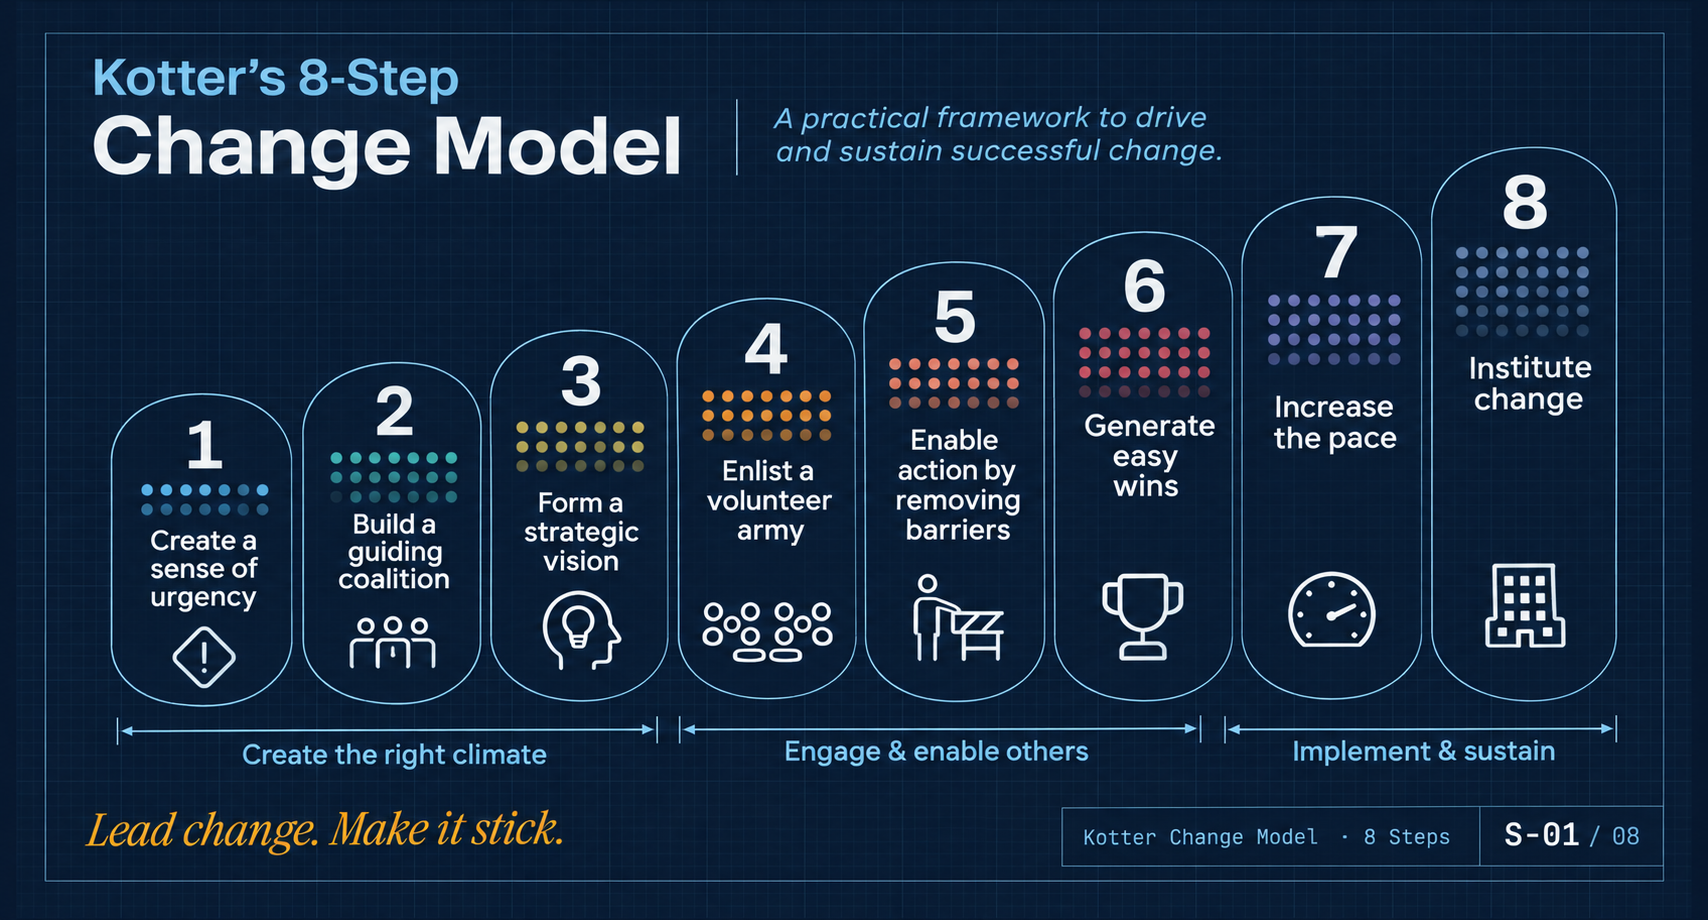 Kotter’s 8-Step
Change Model
A practical framework to drive
and sustain successful change.
1
Create a
sense of
urgency
2
Build a
guiding
coalition
3
Form a
strategic
vision
4
Enlist a
volunteer
army
5
Enable
action by
removing
barriers
6
Generate
easy
wins
7
Increase
the pace
8
Institute
change
Create the right climate
Engage & enable others
Implement & sustain
Lead change. Make it stick.
Kotter Change Model · 8 Steps
S-01 / 08